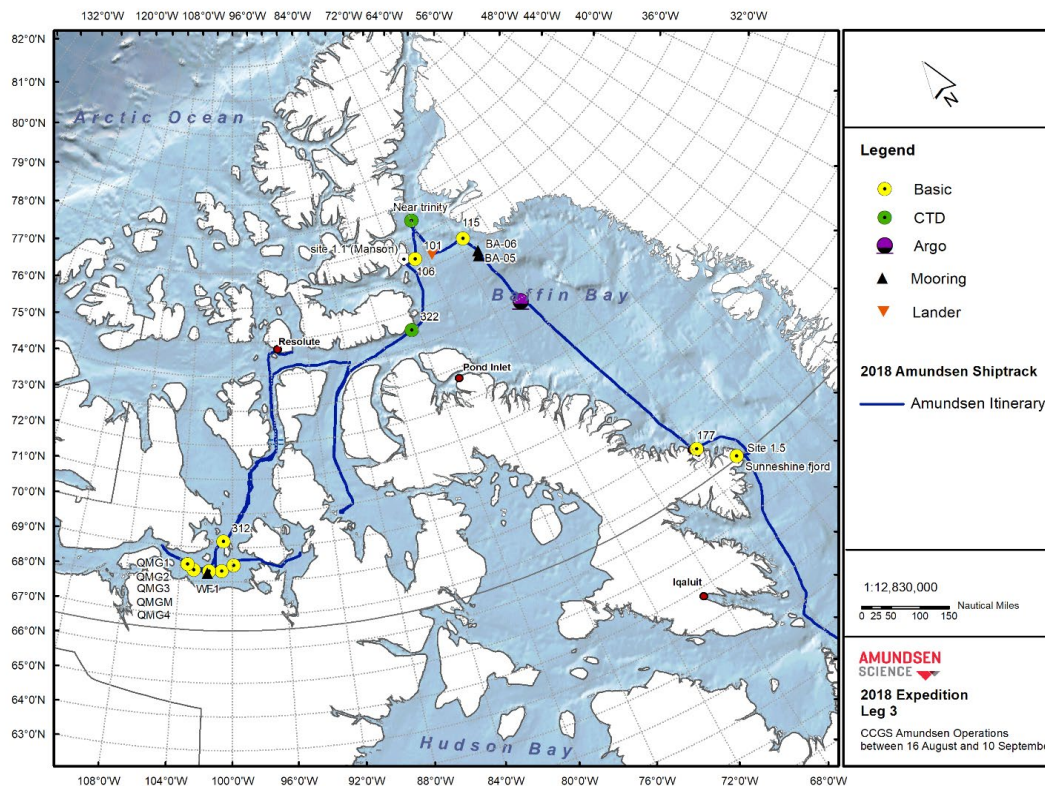 132°0'W 120°0'W 108°0'W 96°0'W 84°0'W 72°0'W 64°0'W 56°0'W 48°0'W 44°0'W 40°0'W 36°0'W 32°0'W
82°0'N
81°0'N
80°0'N
79°0'N
78°0'N
77°0'N
76°0'N
75°0'N
74°0'N
73°0'N
72°0'N
71°0'N
70°0'N
69°0'N
68°0'N
67°0'N
66°0'N
65°0'N
64°0'N
63°0'N
Arctic Ocean
Near trinity
115
site 1.1 (Manson)
101
BA-06
BA-05
106
Baffin Bay
322
Resolute
Pond Inlet
177
Site 1.5
Sunneshine fjord
312
QMG1
QMG2
QMG3
QMGM
QMG4
WF1
Iqaluit
Hudson Bay
108°0'W 104°0'W 100°0'W 96°0'W 92°0'W 88°0'W 84°0'W 80°0'W 76°0'W 72°0'W 68°0'W
N
Legend
Basic
CTD
Argo
Mooring
Lander
2018 Amundsen Shiptrack
Amundsen Itinerary
1:12,830,000
0 25 50 100 150 Nautical Miles
AMUNDSEN
SCIENCE
2018 Expedition
Leg 3
CCGS Amundsen Operations
between 16 August and 10 Septembe